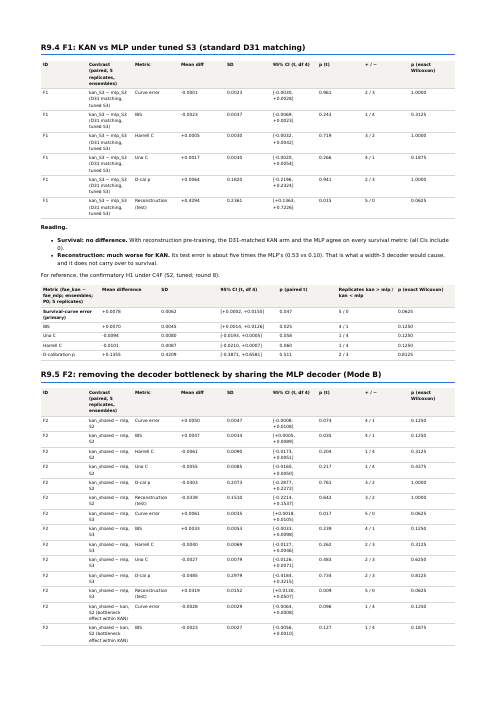 R9.4 F1: KAN vs MLP under tuned S3 (standard D31 matching)
ID Contrast (paired, 5 replicates, ensembles) Metric Mean diff SD 95% CI (t, df 4) p (t) + / − p (exact Wilcoxon)
F1 kan_S3 − mlp_S3 (D31 matching, tuned S3) Curve error -0.0001 0.0023 [-0.0030, +0.0028] 0.961 2 / 3 1.0000
F1 kan_S3 − mlp_S3 (D31 matching, tuned S3) IBS -0.0023 0.0037 [-0.0069, +0.0023] 0.243 1 / 4 0.3125
F1 kan_S3 − mlp_S3 (D31 matching, tuned S3) Harrell C +0.0005 0.0030 [-0.0032, +0.0042] 0.719 3 / 2 1.0000
F1 kan_S3 − mlp_S3 (D31 matching, tuned S3) Uno C +0.0017 0.0030 [-0.0020, +0.0054] 0.266 4 / 1 0.1875
F1 kan_S3 − mlp_S3 (D31 matching, tuned S3) D-cal p +0.0064 0.1820 [-0.2196, +0.2324] 0.941 2 / 3 1.0000
F1 kan_S3 − mlp_S3 (D31 matching, tuned S3) Reconstruction (test) +0.4294 0.2361 [+0.1363, +0.7226] 0.015 5 / 0 0.0625
Reading.
• Survival: no difference. With reconstruction pre-training, the D31-matched KAN arm and the MLP agree on every survival metric (all CIs include
0).
• Reconstruction: much worse for KAN. Its test error is about five times the MLP's (0.53 vs 0.10). That is what a width-3 decoder would cause,
and it does not carry over to survival.
For reference, the confirmatory H1 under C4F (S2, tuned; round 8):
Metric (fae_kan − fae_mlp; ensembles; P0; 5 replicates) Mean difference SD 95% CI (t, df 4) p (paired t) Replicates kan > mlp / kan < mlp p (exact Wilcoxon)
Survival-curve error (primary) +0.0078 0.0062 [+0.0002, +0.0155] 0.047 5 / 0 0.0625
IBS +0.0070 0.0045 [+0.0014, +0.0126] 0.025 4 / 1 0.1250
Uno C -0.0094 0.0080 [-0.0193, +0.0005] 0.058 1 / 4 0.1250
Harrell C -0.0101 0.0087 [-0.0210, +0.0007] 0.060 1 / 4 0.1250
D-calibration p +0.1355 0.4209 [-0.3871, +0.6581] 0.511 2 / 3 0.8125
R9.5 F2: removing the decoder bottleneck by sharing the MLP decoder (Mode B)
ID Contrast (paired, 5 replicates, ensembles) Metric Mean diff SD 95% CI (t, df 4) p (t) + / − p (exact Wilcoxon)
F2 kan_shared − mlp, S2 Curve error +0.0050 0.0047 [-0.0008, +0.0108] 0.074 4 / 1 0.1250
F2 kan_shared − mlp, S2 IBS +0.0047 0.0034 [+0.0005, +0.0089] 0.035 4 / 1 0.1250
F2 kan_shared − mlp, S2 Harrell C -0.0061 0.0090 [-0.0173, +0.0051] 0.204 1 / 4 0.3125
F2 kan_shared − mlp, S2 Uno C -0.0055 0.0085 [-0.0160, +0.0050] 0.217 1 / 4 0.4375
F2 kan_shared − mlp, S2 D-cal p -0.0303 0.2073 [-0.2877, +0.2272] 0.761 3 / 2 1.0000
F2 kan_shared − mlp, S2 Reconstruction (test) -0.0339 0.1510 [-0.2214, +0.1537] 0.642 3 / 2 1.0000
F2 kan_shared − mlp, S3 Curve error +0.0061 0.0035 [+0.0018, +0.0105] 0.017 5 / 0 0.0625
F2 kan_shared − mlp, S3 IBS +0.0033 0.0053 [-0.0033, +0.0098] 0.239 4 / 1 0.1250
F2 kan_shared − mlp, S3 Harrell C -0.0040 0.0069 [-0.0127, +0.0046] 0.262 2 / 3 0.3125
F2 kan_shared − mlp, S3 Uno C -0.0027 0.0079 [-0.0126, +0.0071] 0.483 2 / 3 0.6250
F2 kan_shared − mlp, S3 D-cal p -0.0485 0.2979 [-0.4184, +0.3215] 0.734 2 / 3 0.8125
F2 kan_shared − mlp, S3 Reconstruction (test) +0.0319 0.0152 [+0.0130, +0.0507] 0.009 5 / 0 0.0625
F2 kan_shared − kan, S2 (bottleneck effect within KAN) Curve error -0.0028 0.0029 [-0.0064, +0.0008] 0.096 1 / 4 0.1250
F2 kan_shared − kan, S2 (bottleneck effect within KAN) IBS -0.0023 0.0027 [-0.0056, +0.0010] 0.127 1 / 4 0.1875